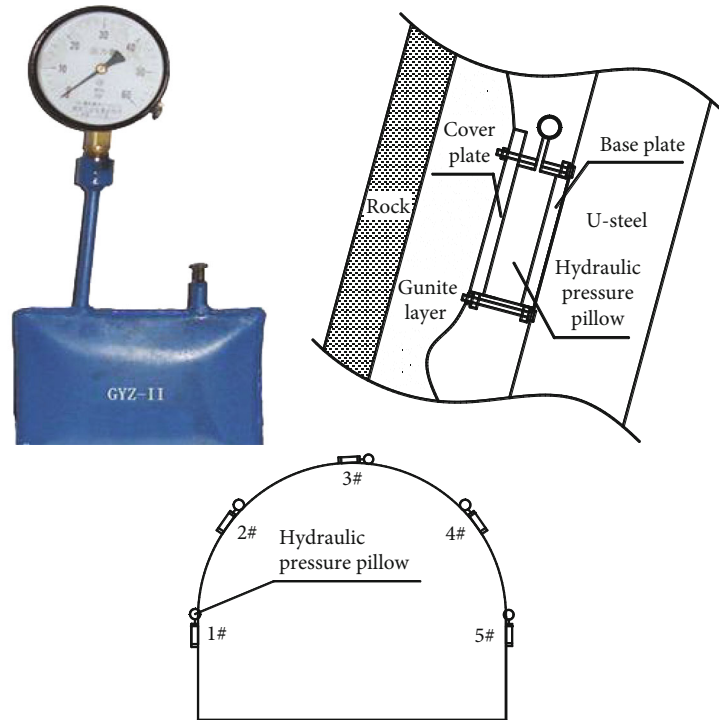 0
10
20
30
40
50
60
MPa
GYZ-II
Cover
plate
Base plate
Rock
U-steel
Gunite
layer
Hydraulic
pressure
pillow
3#
2#
4#
Hydraulic
pressure pillow
1#
5#